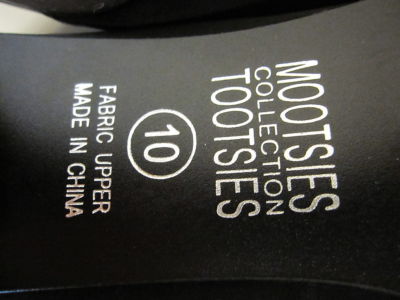 MOOTSIES
COLLECTION
TOOTSIES
10
FABRIC UPPER
MADE IN CHINA